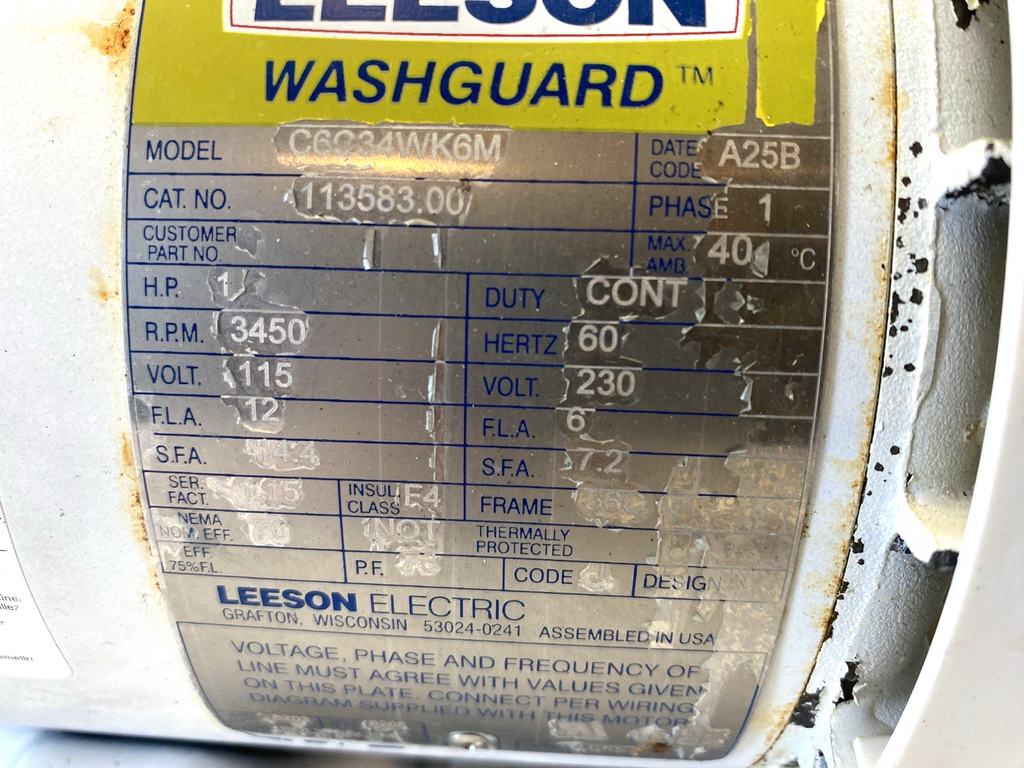 LEESON
WASHGUARD™
MODEL C6C34WK6M DATE CODE A25B
CAT. NO. 113583.00 PHASE 1
CUSTOMER PART NO. MAX. AMB. 40 °C
H.P. 1 DUTY CONT
R.P.M. 3450 HERTZ 60
VOLT. 115 VOLT. 230
F.L.A. 12 F.L.A. 6
S.F.A. 14.4 S.F.A. 7.2
SER. FACT. 1.15 INSUL CLASS F4 FRAME
NEMA NOM. EFF. NOT THERMALLY PROTECTED
EFF. 75% F.L. P.F. CODE DESIGN
LEESON ELECTRIC
GRAFTON, WISCONSIN 53024-0241 ASSEMBLED IN USA
VOLTAGE, PHASE AND FREQUENCY OF
LINE MUST AGREE WITH VALUES GIVEN
ON THIS PLATE. CONNECT PER WIRING
DIAGRAM SUPPLIED WITH THIS MOTOR